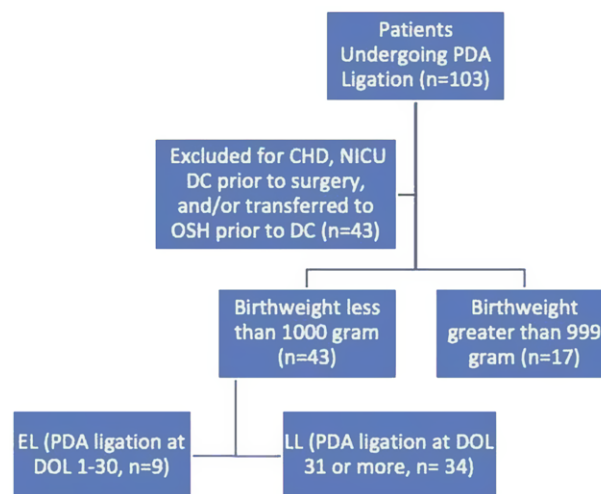 Patients
Undergoing PDA
Ligation (n=103)
Excluded for CHD, NICU
DC prior to surgery,
and/or transferred to
OSH prior to DC (n=43)
Birthweight less
than 1000 gram
(n=43)
Birthweight
greater than 999
gram (n=17)
EL (PDA ligation at
DOL 1-30, n=9)
LL (PDA ligation at DOL
31 or more, n= 34)